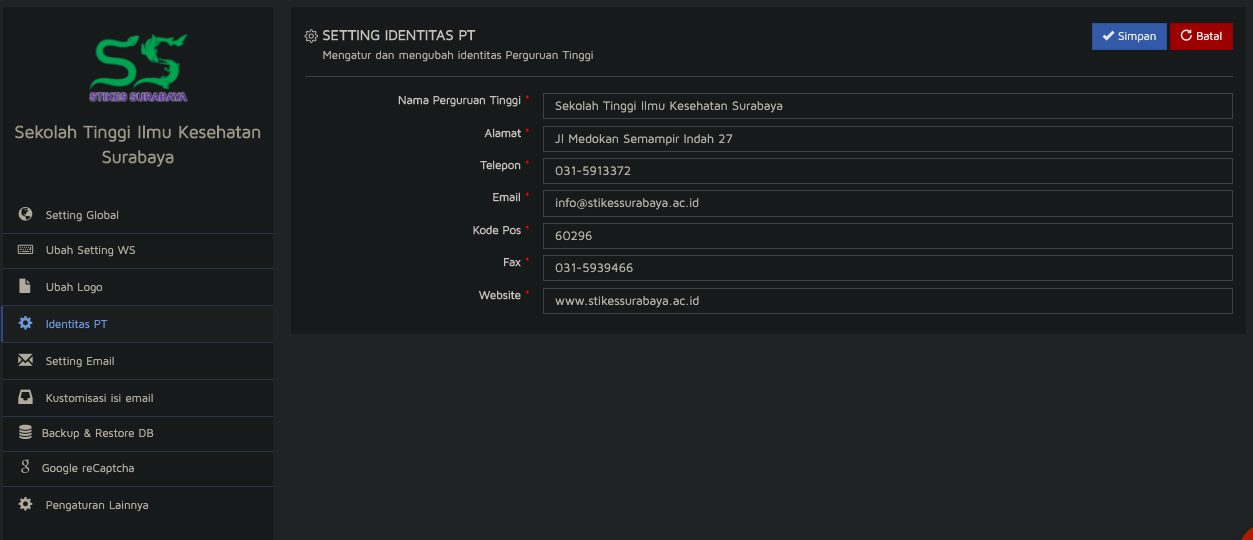 STIKES SURABAYA
Sekolah Tinggi Ilmu Kesehatan
Surabaya
Setting Global
Ubah Setting WS
Ubah Logo
Identitas PT
Setting Email
Kustomisasi isi email
Backup & Restore DB
Google reCaptcha
Pengaturan Lainnya
SETTING IDENTITAS PT
Mengatur dan mengubah identitas Perguruan Tinggi
Simpan Batal
Nama Perguruan Tinggi * Sekolah Tinggi Ilmu Kesehatan Surabaya
Alamat * Jl Medokan Semampir Indah 27
Telepon * 031-5913372
Email * info@stikessurabaya.ac.id
Kode Pos * 60296
Fax * 031-5939466
Website * www.stikessurabaya.ac.id